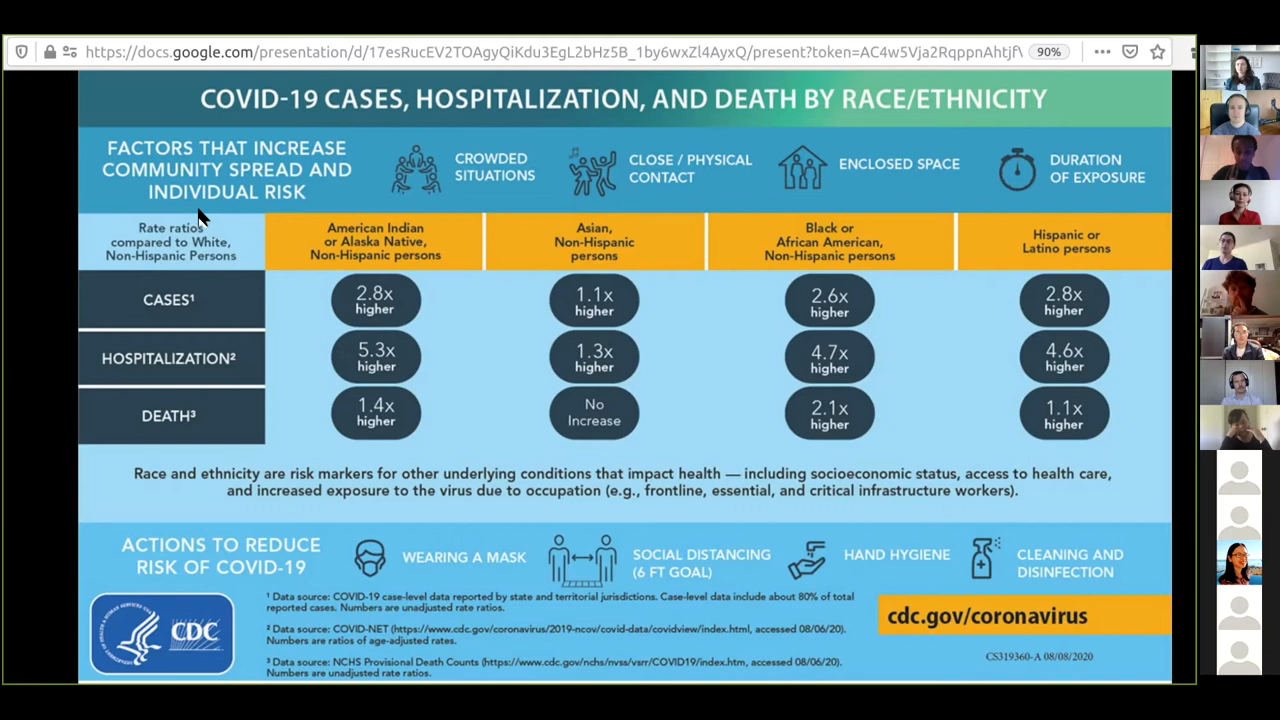 https://docs.google.com/presentation/d/17esRucEV2TOAgvOiKdu3EgL2bHz5B_1by6wxZl4AyxQ/present?token=AC4w5Vja2RqppnAhtjf\
90%
COVID-19 CASES, HOSPITALIZATION, AND DEATH BY RACE/ETHNICITY
FACTORS THAT INCREASE
COMMUNITY SPREAD AND
INDIVIDUAL RISK
CROWDED
SITUATIONS
CLOSE / PHYSICAL
CONTACT
ENCLOSED SPACE
DURATION
OF EXPOSURE
Rate ratios
compared to White,
Non-Hispanic Persons
American Indian
or Alaska Native,
Non-Hispanic persons
Asian,
Non-Hispanic
persons
Black or
African American,
Non-Hispanic persons
Hispanic or
Latino persons
CASES¹
2.8x
higher
1.1x
higher
2.6x
higher
2.8x
higher
HOSPITALIZATION²
5.3x
higher
1.3x
higher
4.7x
higher
4.6x
higher
DEATH³
1.4x
higher
No
Increase
2.1x
higher
1.1x
higher
Race and ethnicity are risk markers for other underlying conditions that impact health — including socioeconomic status, access to health care,
and increased exposure to the virus due to occupation (e.g., frontline, essential, and critical infrastructure workers).
ACTIONS TO REDUCE
RISK OF COVID-19
WEARING A MASK
SOCIAL DISTANCING
(6 FT GOAL)
HAND HYGIENE
CLEANING AND
DISINFECTION
CDC
¹ Data source: COVID-19 case-level data reported by state and territorial jurisdictions. Case-level data include about 80% of total
reported cases. Numbers are unadjusted rate ratios.
² Data source: COVID-NET (https://www.cdc.gov/coronavirus/2019-ncov/covid-data/covidview/index.html, accessed 08/06/20).
Numbers are ratios of age-adjusted rates.
³ Data source: NCHS Provisional Death Counts (https://www.cdc.gov/nchs/nvss/vsrr/COVID19/index.htm, accessed 08/06/20).
Numbers are unadjusted rate ratios.
cdc.gov/coronavirus
CS319360-A 08/08/2020